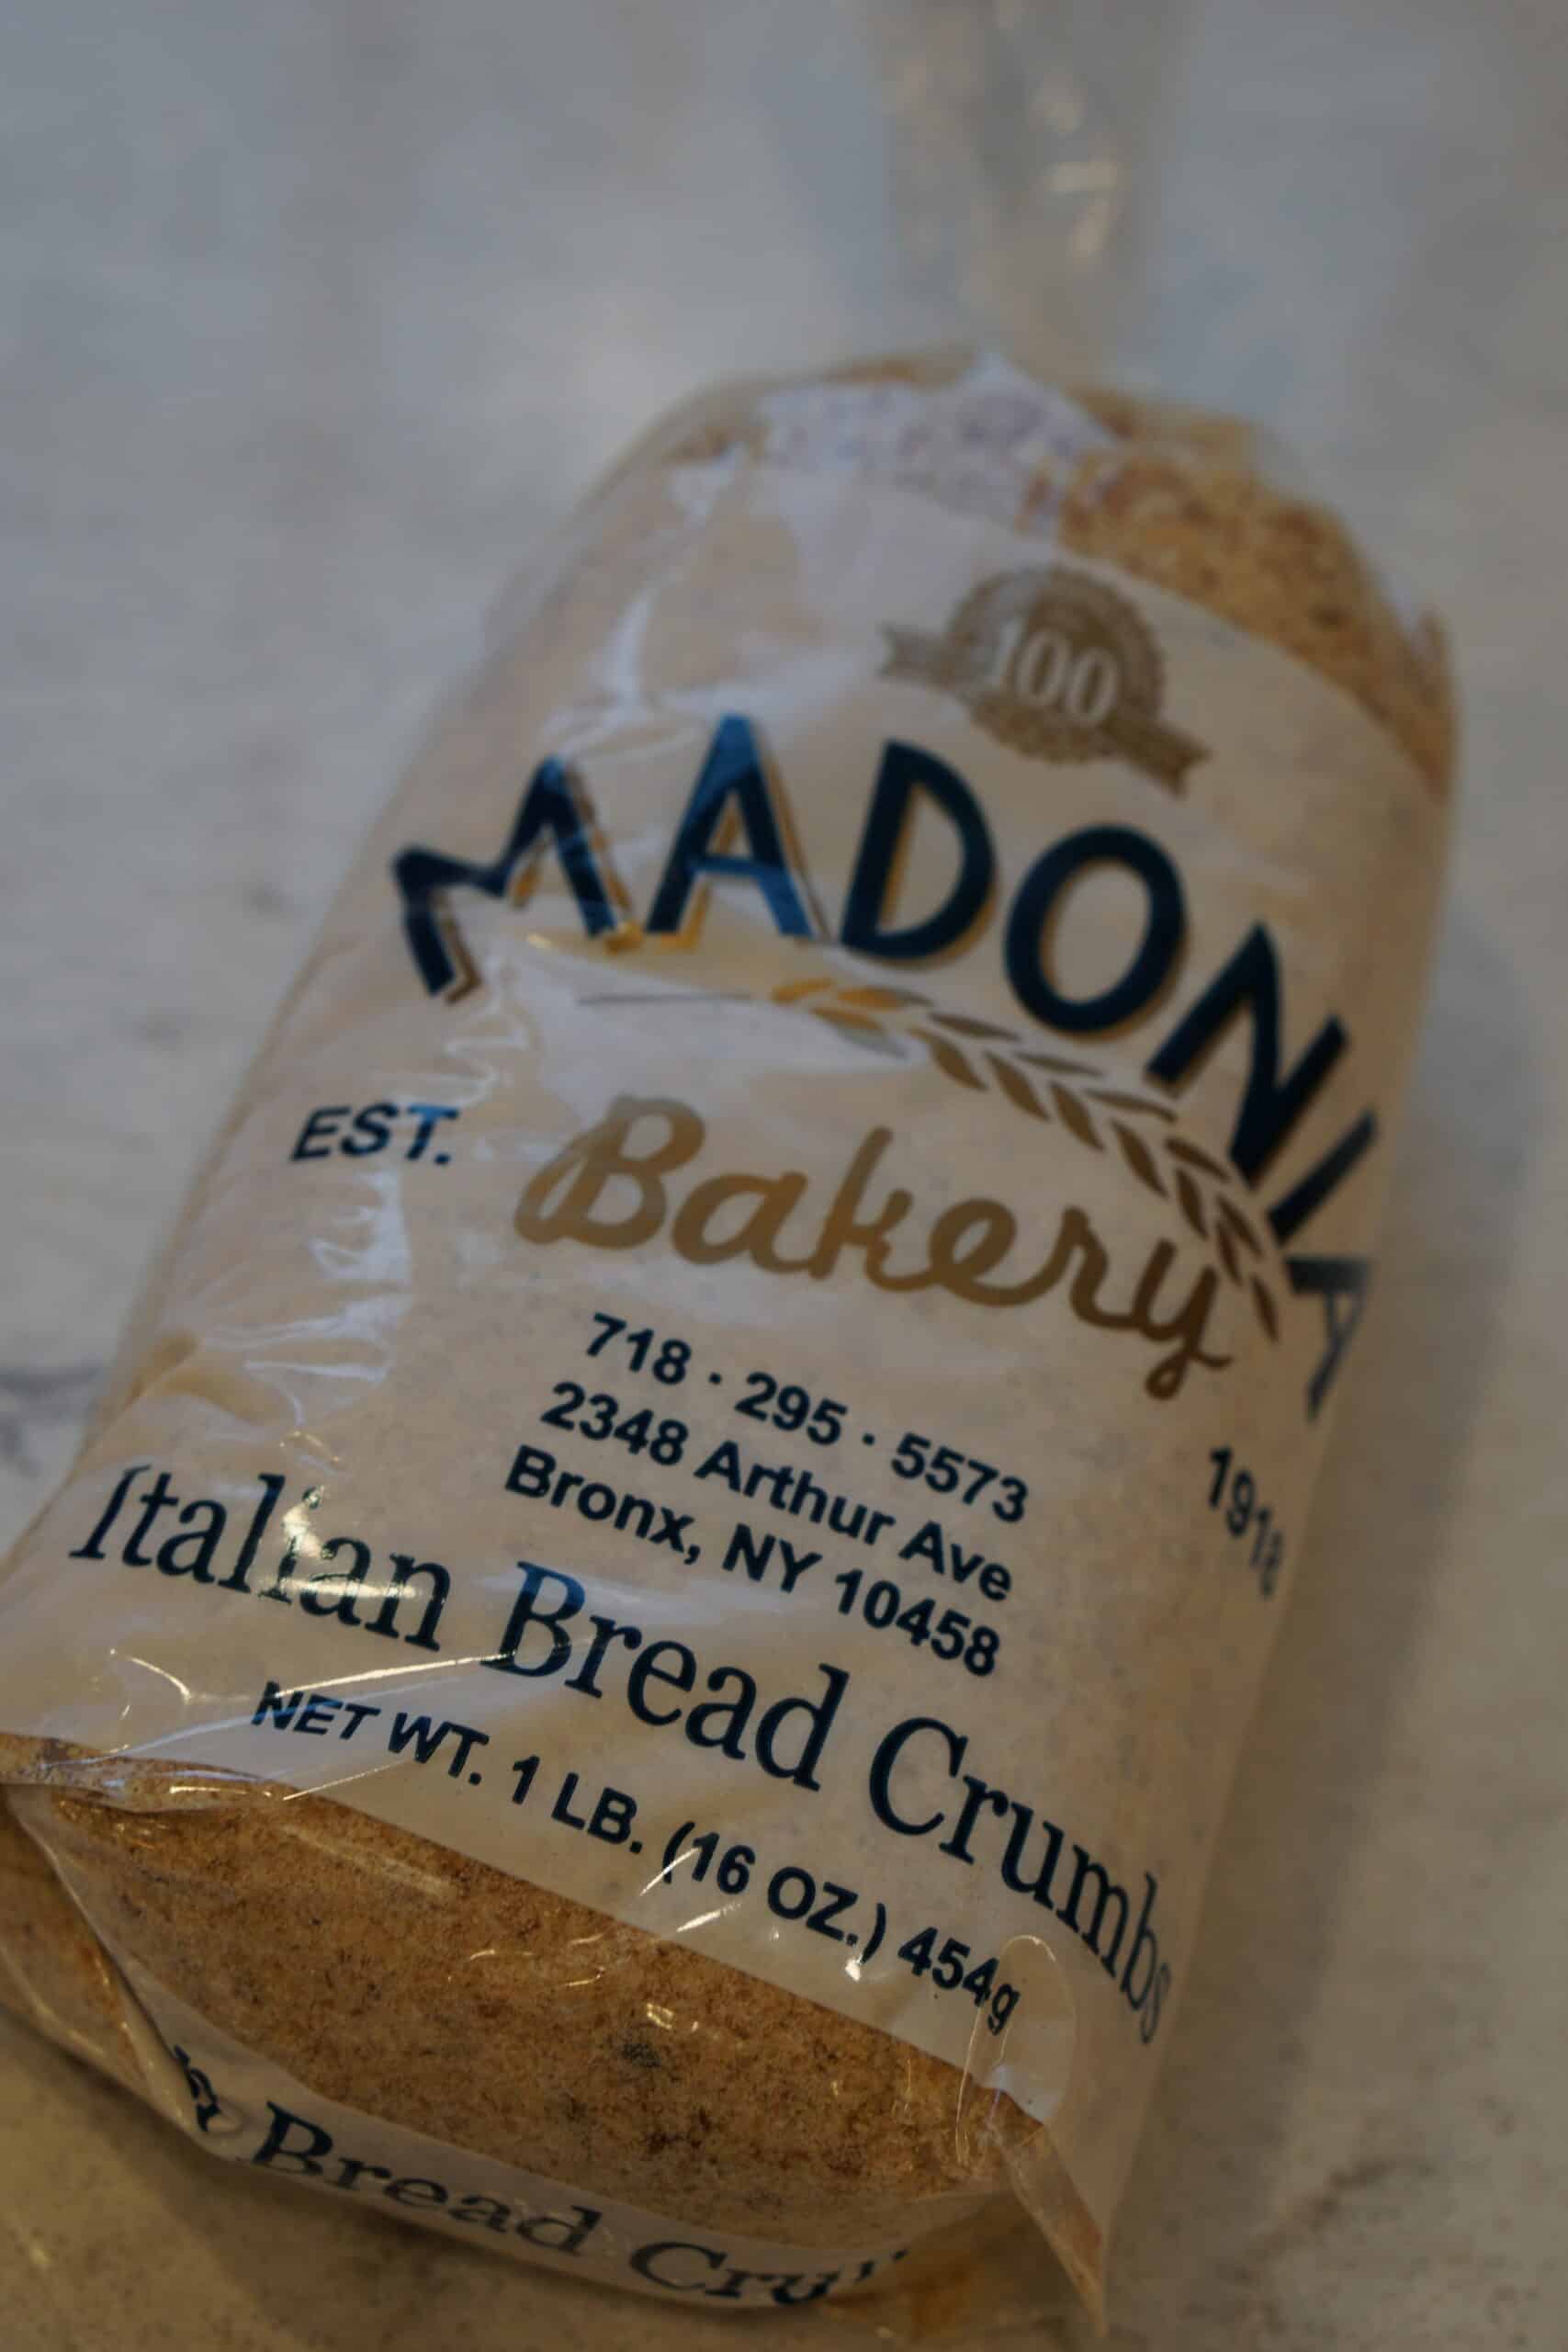 100
MADONIA
Bakery
EST. 1918
718 · 295 · 5573
2348 Arthur Ave
Bronx, NY 10458
Italian Bread Crumbs
NET WT. 1 LB. (16 OZ.) 454g
Bread